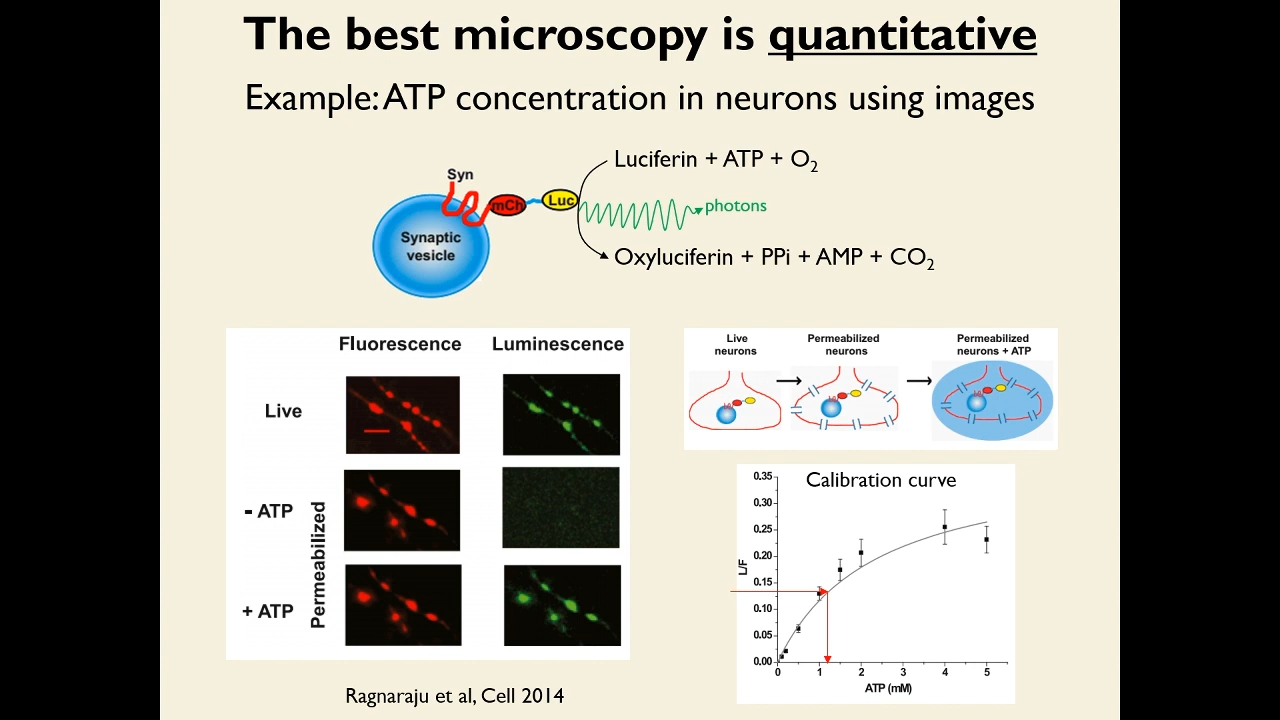 The best microscopy is quantitative
Example: ATP concentration in neurons using images
Luciferin + ATP + O2
Syn
mCh
Luc
photons
Synaptic
vesicle
Oxyluciferin + PPi + AMP + CO2
Fluorescence Luminescence
Live
- ATP
+ ATP
Permeabilized
Live
neurons
Permeabilized
neurons
Permeabilized
neurons + ATP
Calibration curve
0.35
0.30
0.25
0.20
0.15
0.10
0.05
0.00
L/F
0 1 2 3 4 5
ATP (mM)
Ragnaraju et al, Cell 2014